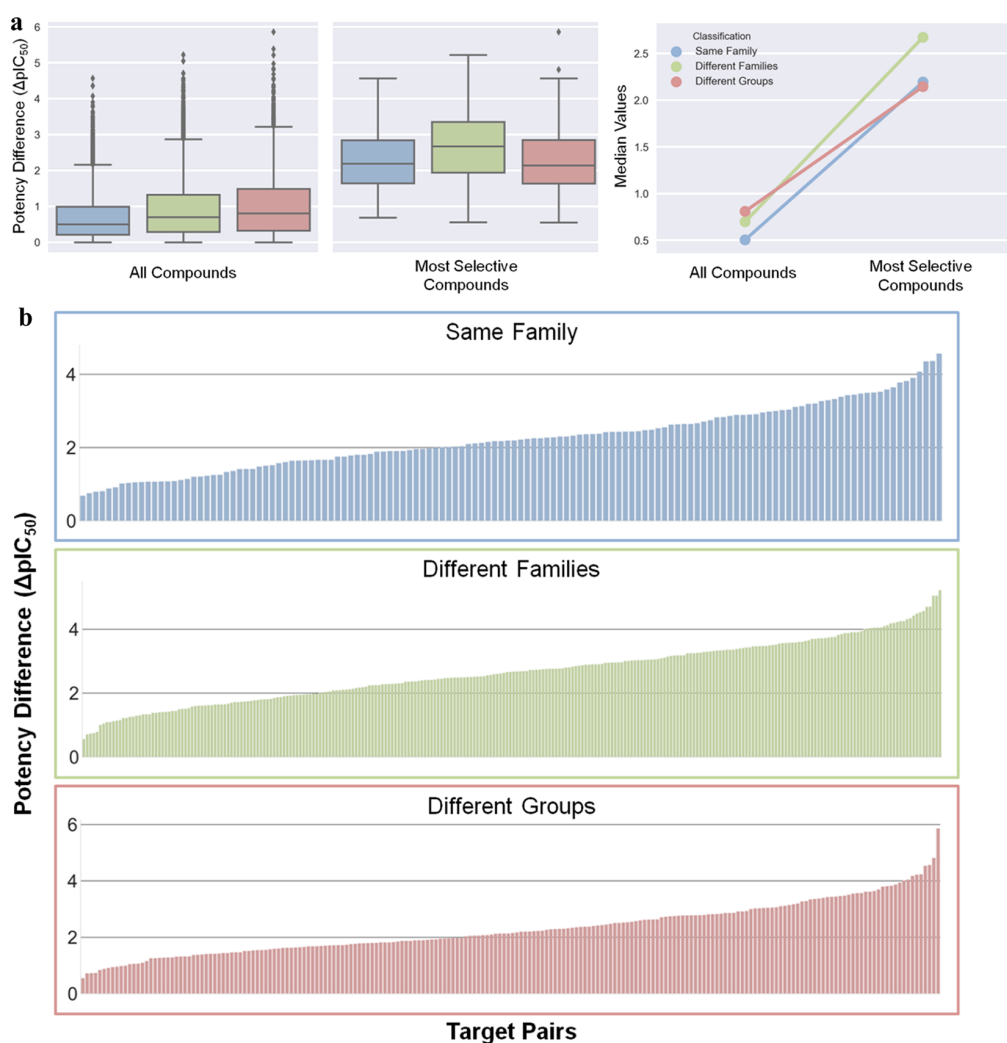 a
Potency Difference (ΔpIC50)
6
5
4
3
2
1
0
All Compounds
Most Selective
Compounds
Median Values
2.5
2.0
1.5
1.0
0.5
Classification
Same Family
Different Families
Different Groups
All Compounds
Most Selective
Compounds
b
Potency Difference (ΔpIC50)
Same Family
4
2
0
Different Families
4
2
0
Different Groups
6
4
2
0
Target Pairs